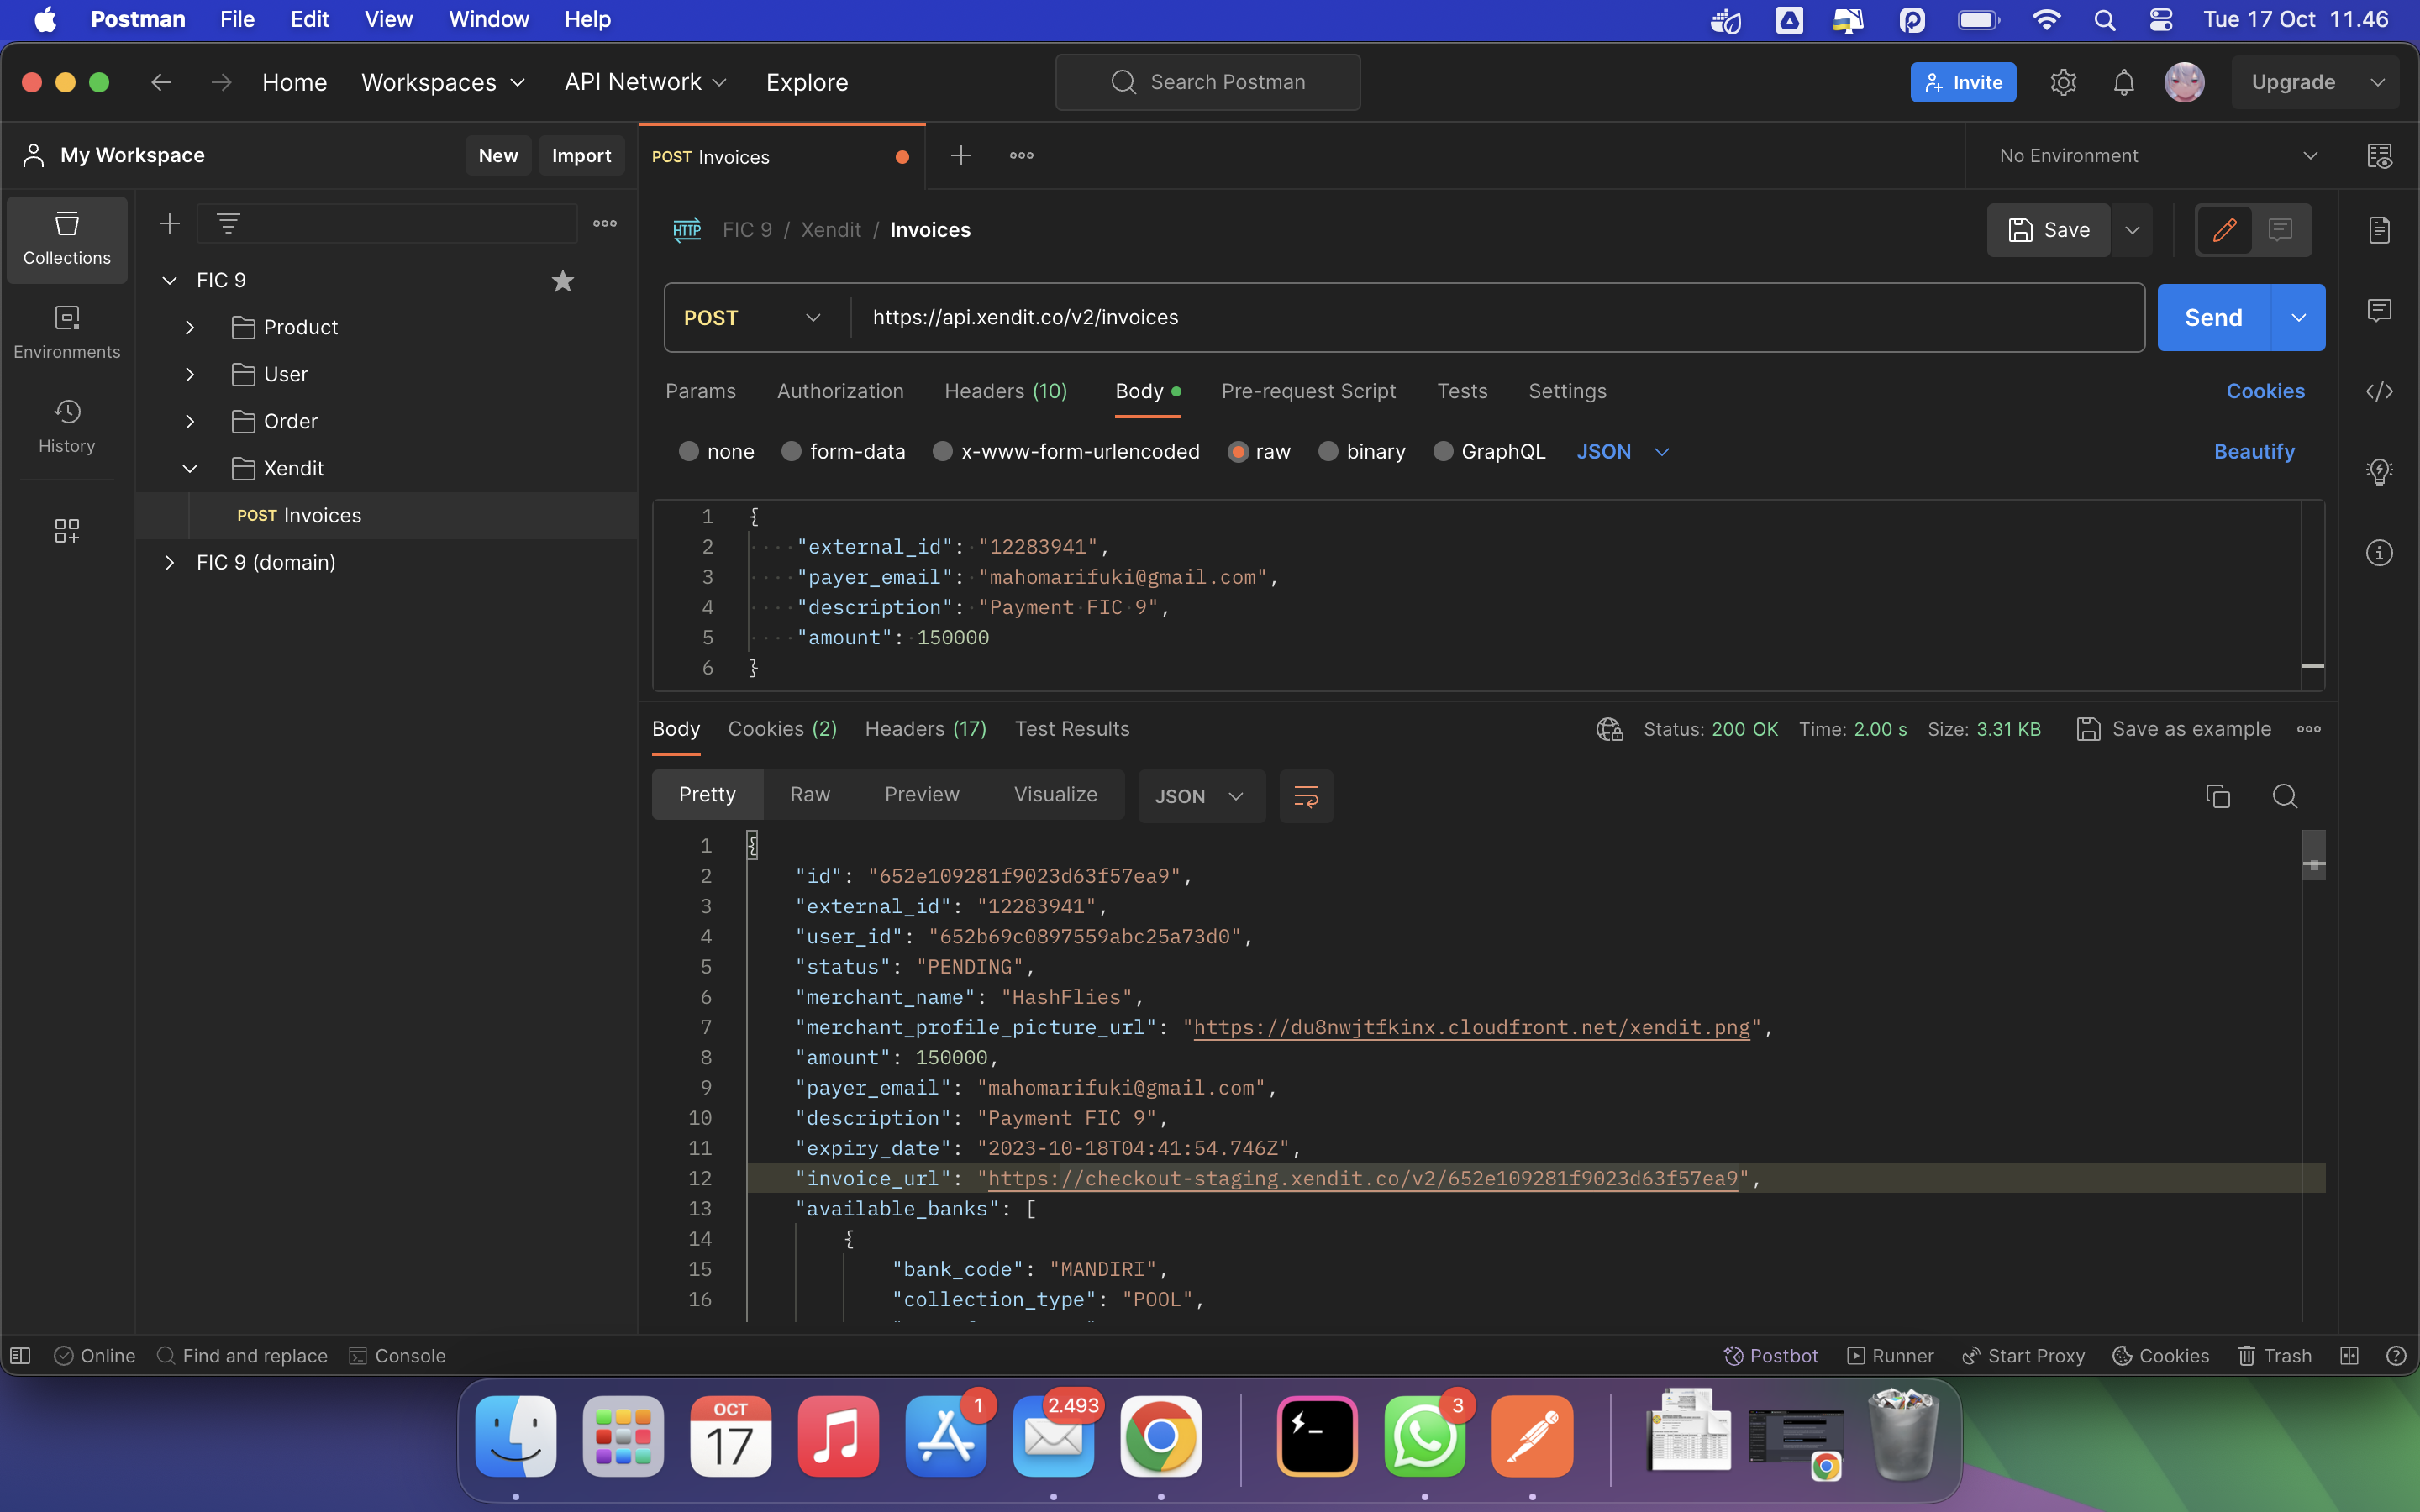 Postman File Edit View Window Help Tue 17 Oct 11.46
Home Workspaces API Network Explore Search Postman Invite Upgrade
My Workspace New Import POST Invoices No Environment
FIC 9 / Xendit / Invoices Save
Collections
FIC 9
Product
User
Order
Xendit
POST Invoices
FIC 9 (domain)
Environments
History
POST https://api.xendit.co/v2/invoices Send
Params Authorization Headers (10) Body Pre-request Script Tests Settings Cookies
none form-data x-www-form-urlencoded raw binary GraphQL JSON Beautify
1 {
2 "external_id": "12283941",
3 "payer_email": "mahomarifuki@gmail.com",
4 "description": "Payment FIC 9",
5 "amount": 150000
6 }
Body Cookies (2) Headers (17) Test Results Status: 200 OK Time: 2.00 s Size: 3.31 KB Save as example
Pretty Raw Preview Visualize JSON
1 {
2 "id": "652e109281f9023d63f57ea9",
3 "external_id": "12283941",
4 "user_id": "652b69c0897559abc25a73d0",
5 "status": "PENDING",
6 "merchant_name": "HashFlies",
7 "merchant_profile_picture_url": "https://du8nwjtfkinx.cloudfront.net/xendit.png",
8 "amount": 150000,
9 "payer_email": "mahomarifuki@gmail.com",
10 "description": "Payment FIC 9",
11 "expiry_date": "2023-10-18T04:41:54.746Z",
12 "invoice_url": "https://checkout-staging.xendit.co/v2/652e109281f9023d63f57ea9",
13 "available_banks": [
14 {
15 "bank_code": "MANDIRI",
16 "collection_type": "POOL",
Online Find and replace Console Postbot Runner Start Proxy Cookies Trash
OCT
17
1
2.493
3